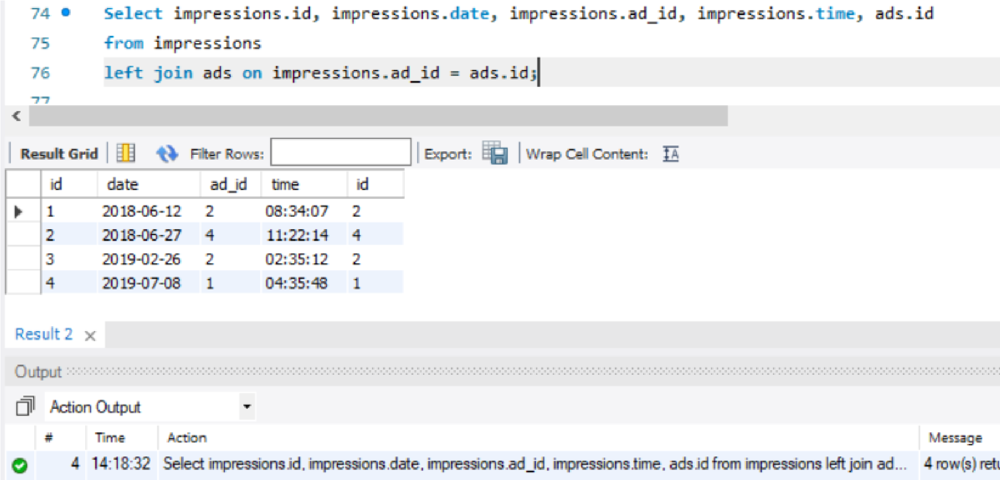 74 Select impressions.id, impressions.date, impressions.ad_id, impressions.time, ads.id
75 from impressions
76 left join ads on impressions.ad_id = ads.id;
77
Result Grid Filter Rows: Export: Wrap Cell Content: IA
id date ad_id time id
1 2018-06-12 2 08:34:07 2
2 2018-06-27 4 11:22:14 4
3 2019-02-26 2 02:35:12 2
4 2019-07-08 1 04:35:48 1
Result 2 ×
Output
Action Output
# Time Action Message
4 14:18:32 Select impressions.id, impressions.date, impressions.ad_id, impressions.time, ads.id from impressions left join ad... 4 row(s) retu